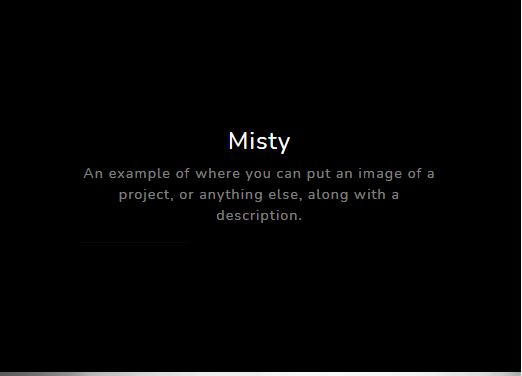 Misty
An example of where you can put an image of a
project, or anything else, along with a
description.